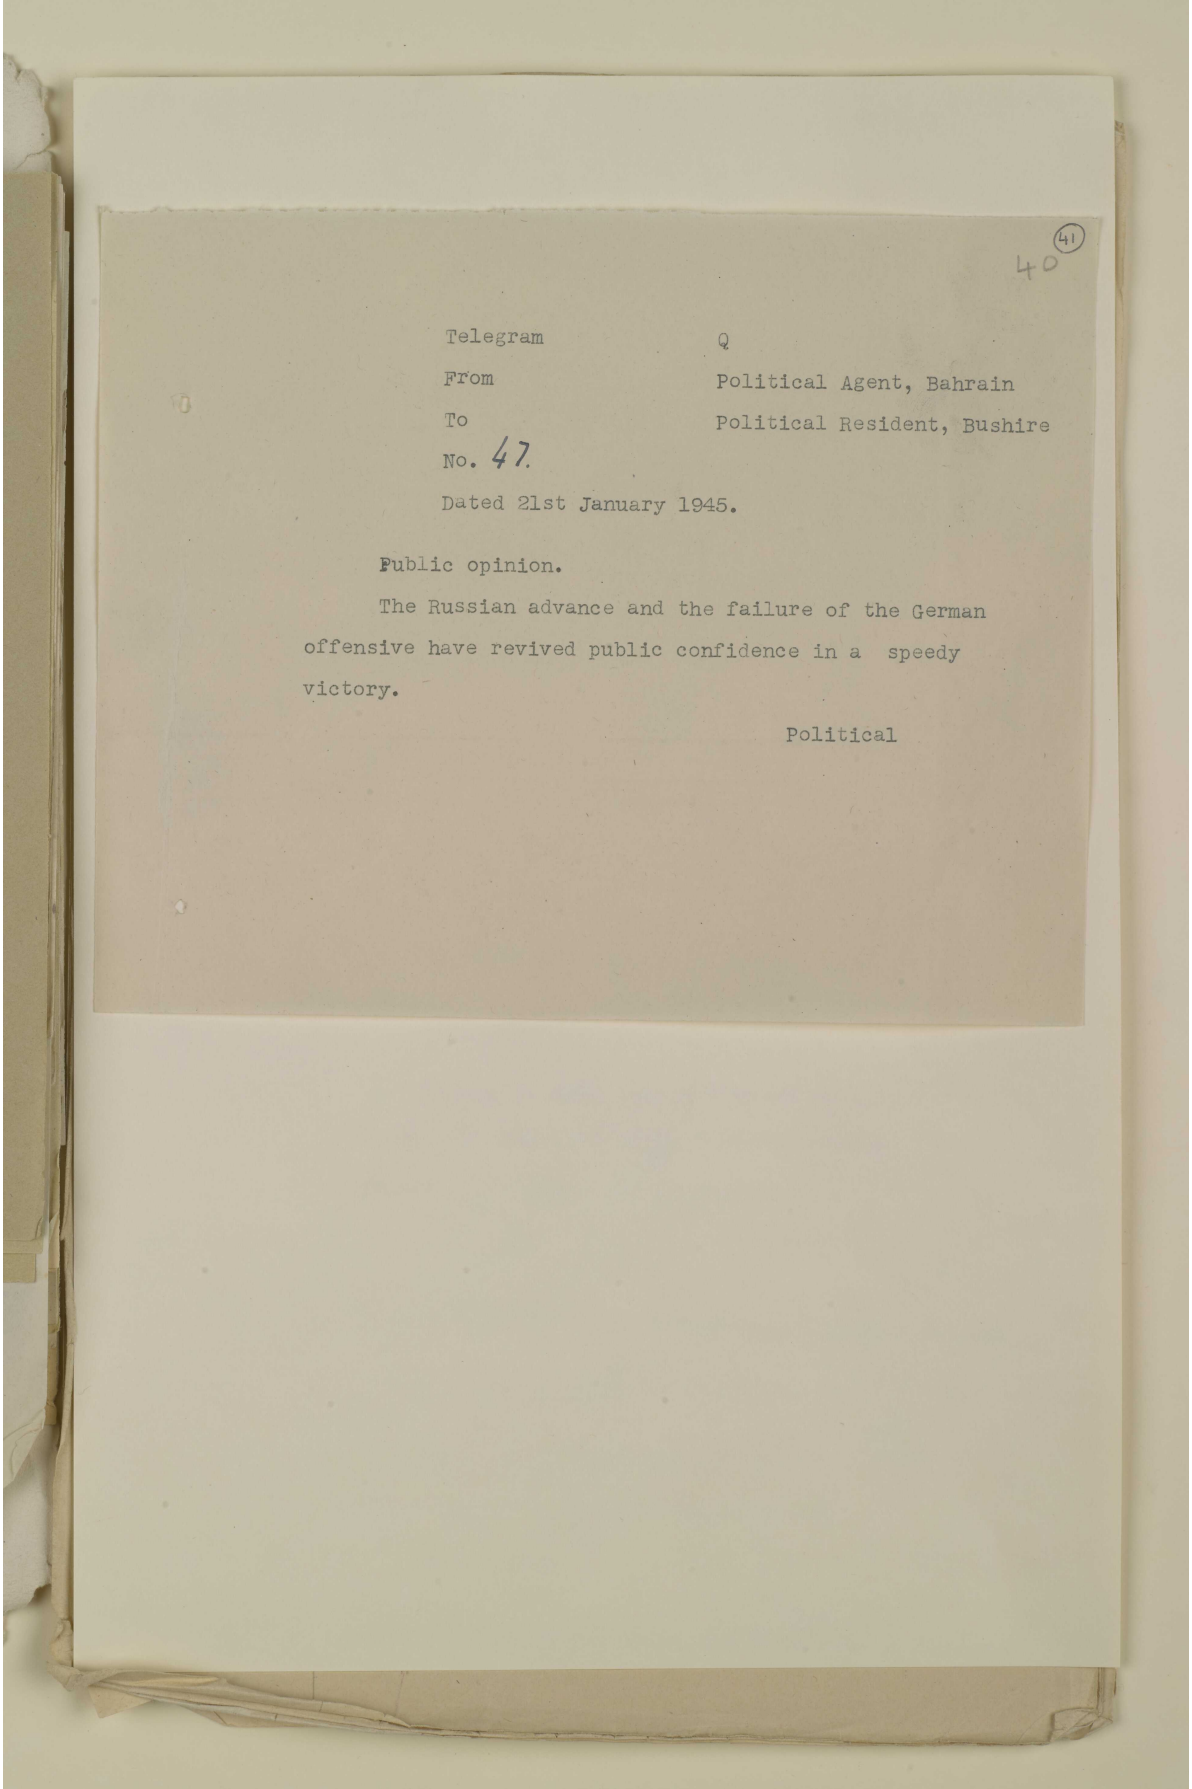 41
40
Telegram Q
From Political Agent, Bahrain
To Political Resident, Bushire
No. 47.
Dated 21st January 1945.
Public opinion.
The Russian advance and the failure of the German
offensive have revived public confidence in a speedy
victory.
Political